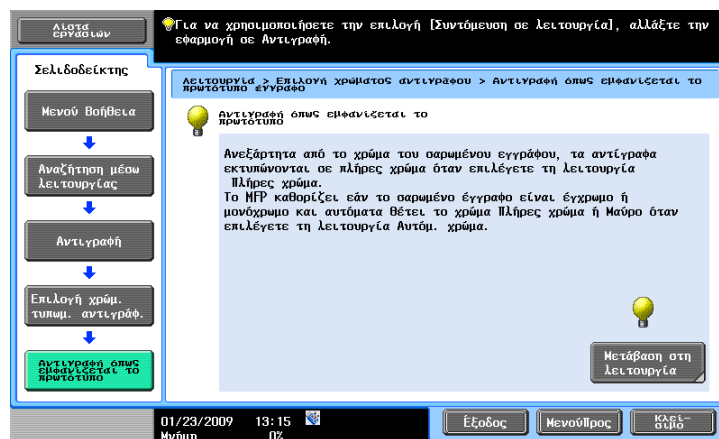 Λίστα
εργασιών
Για να χρησιμοποιήσετε την επιλογή [Συντόμευση σε λειτουργία], αλλάξτε την
εφαρμογή σε Αντιγραφή.
Σελιδοδείκτης
Μενού Βοήθεια
Αναζήτηση μέσω
λειτουργίας
Αντιγραφή
Επιλογή χρώμ.
τυπωμ. αντιγράφ.
Αντιγραφή όπως
εμφανίζεται το
πρωτότυπο
Λειτουργία > Επιλογή χρώματος αντιγράφου > Αντιγραφή όπως εμφανίζεται το
πρωτότυπο έγγραφο
Αντιγραφή όπως εμφανίζεται το
πρωτότυπο
Ανεξάρτητα από το χρώμα του σαρωμένου εγγράφου, τα αντίγραφα
εκτυπώνονται σε πλήρες χρώμα όταν επιλέγετε τη λειτουργία
Πλήρες χρώμα.
Το MFP καθορίζει εάν το σαρωμένο έγγραφο είναι έγχρωμο ή
μονόχρωμο και αυτόματα θέτει το χρώμα Πλήρες χρώμα ή Μαύρο όταν
επιλέγετε τη λειτουργία Αυτόμ. χρώμα.
Μετάβαση στη
λειτουργία
01/23/2009 13:15
Μνήμη 0%
Έξοδος
ΜενούΠρος
Κλεί-
σιμο